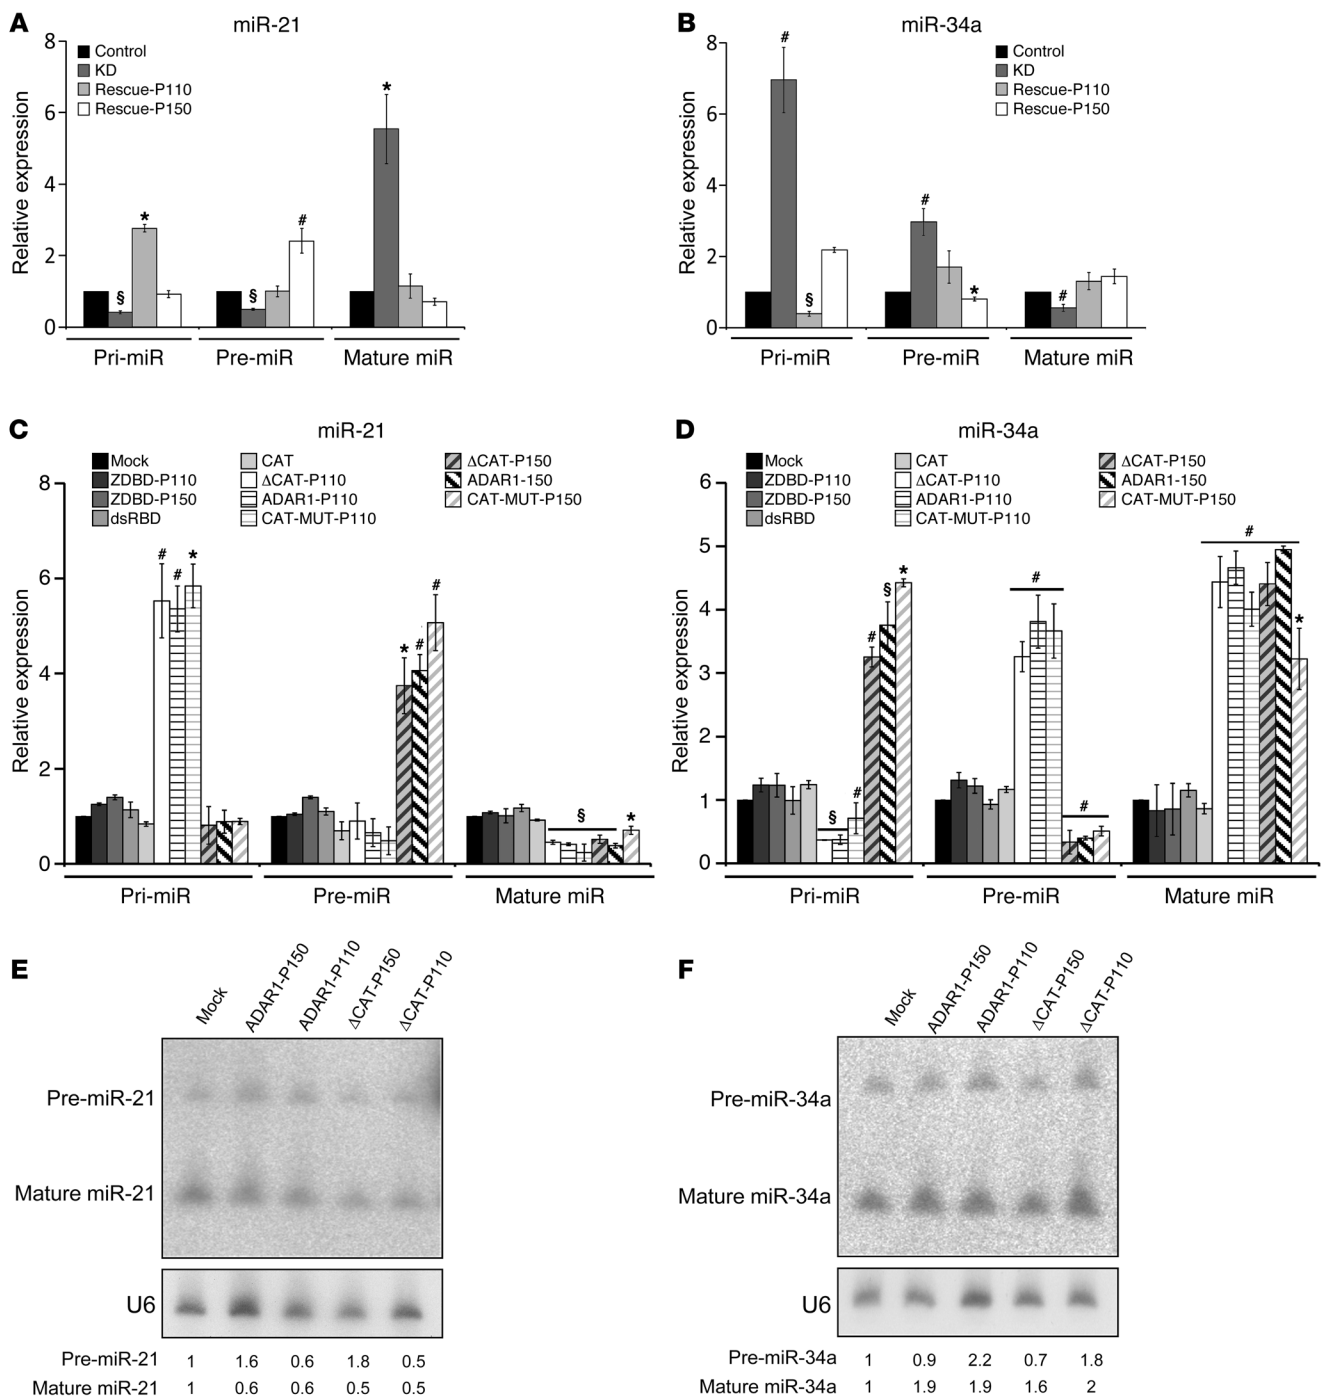 A
miR-21
Control
KD
Rescue-P110
Rescue-P150
Relative expression
8
6
4
2
0
*
#
*
§
§
Pri-miR
Pre-miR
Mature miR
B
miR-34a
Control
KD
Rescue-P110
Rescue-P150
Relative expression
8
6
4
2
0
#
#
§
*
#
Pri-miR
Pre-miR
Mature miR
C
miR-21
Mock
ZDBD-P110
ZDBD-P150
dsRBD
CAT
ΔCAT-P110
ADAR1-P110
CAT-MUT-P110
ΔCAT-P150
ADAR1-150
CAT-MUT-P150
Relative expression
8
6
4
2
0
# # *
* # #
§ *
Pri-miR
Pre-miR
Mature miR
D
miR-34a
Mock
ZDBD-P110
ZDBD-P150
dsRBD
CAT
ΔCAT-P110
ADAR1-P110
CAT-MUT-P110
ΔCAT-P150
ADAR1-150
CAT-MUT-P150
Relative expression
6
5
4
3
2
1
0
§ # # § *
# #
# *
Pri-miR
Pre-miR
Mature miR
E
Mock
ADAR1-P150
ADAR1-P110
ΔCAT-P150
ΔCAT-P110
Pre-miR-21
Mature miR-21
U6
Pre-miR-21 1 1.6 0.6 1.8 0.5
Mature miR-21 1 0.6 0.6 0.5 0.5
F
Mock
ADAR1-P150
ADAR1-P110
ΔCAT-P150
ΔCAT-P110
Pre-miR-34a
Mature miR-34a
U6
Pre-miR-34a 1 0.9 2.2 0.7 1.8
Mature miR-34a 1 1.9 1.9 1.6 2